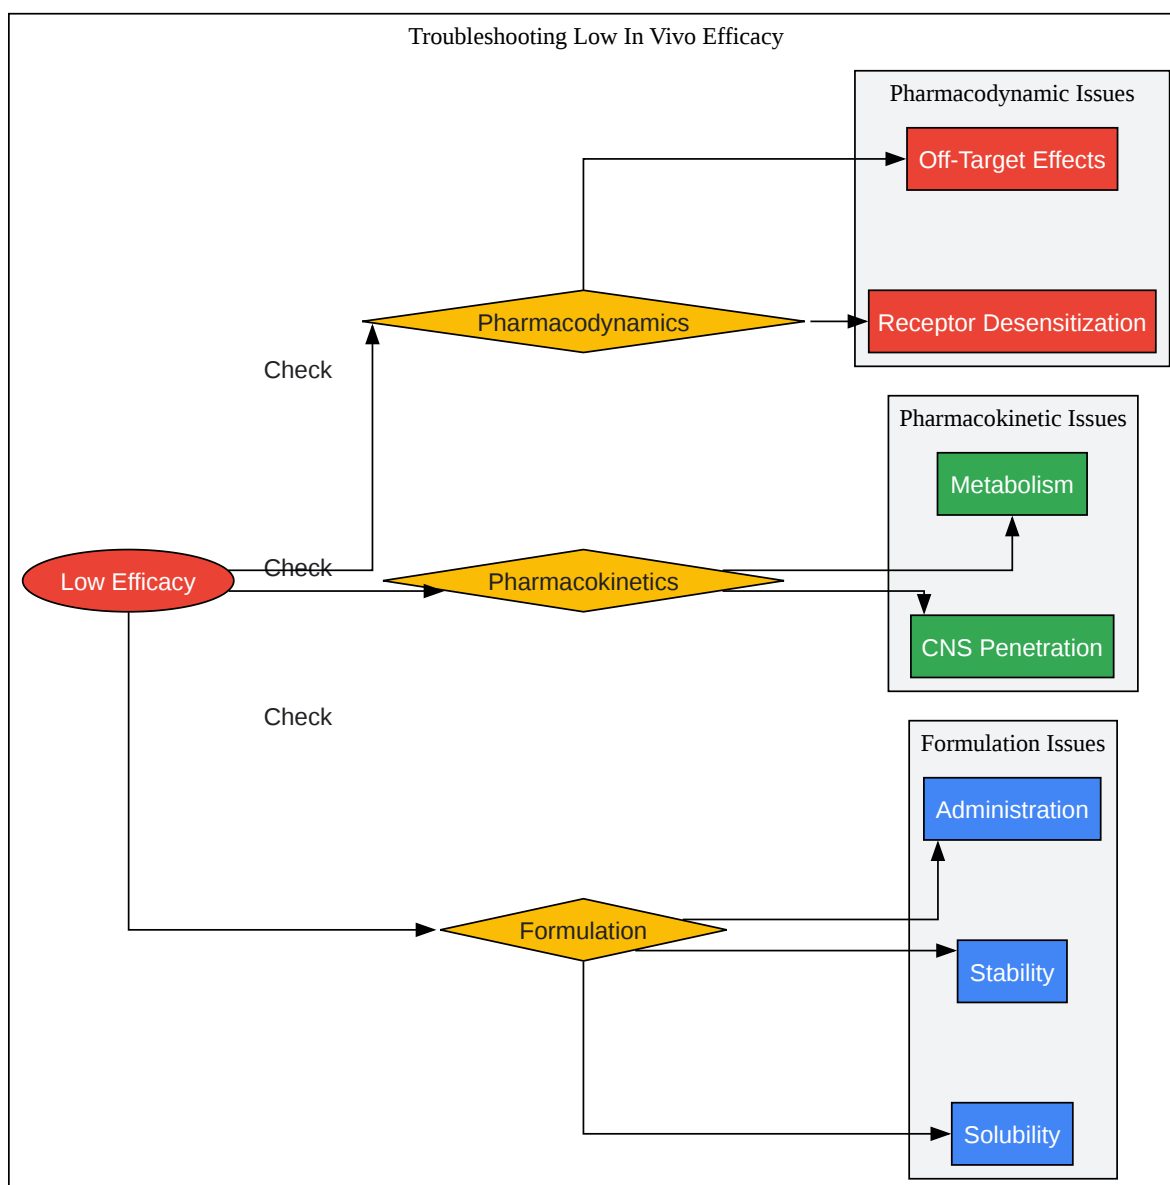 Troubleshooting Low In Vivo Efficacy
Pharmacodynamic Issues
Off-Target Effects
Pharmacodynamics
Receptor Desensitization
Check
Pharmacokinetic Issues
Metabolism
Check
Low Efficacy
Pharmacokinetics
CNS Penetration
Check
Formulation Issues
Administration
Formulation
Stability
Solubility